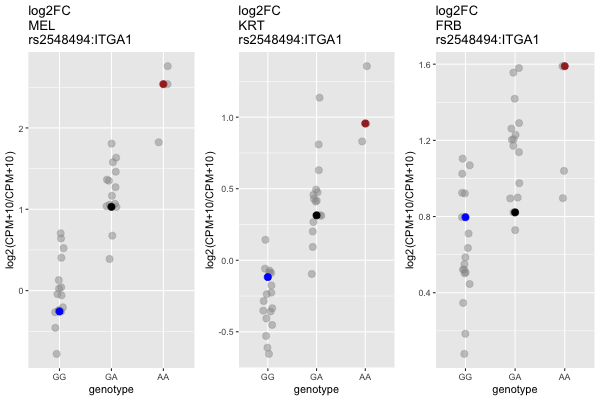 log2FC
MEL
rs2548494:ITGA1
log2(CPM+10/CPM+10)
2
1
0
GG
GA
AA
genotype
log2FC
KRT
rs2548494:ITGA1
log2(CPM+10/CPM+10)
1.0
0.5
0.0
-0.5
GG
GA
AA
genotype
log2FC
FRB
rs2548494:ITGA1
log2(CPM+10/CPM+10)
1.6
1.2
0.8
0.4
GG
GA
AA
genotype